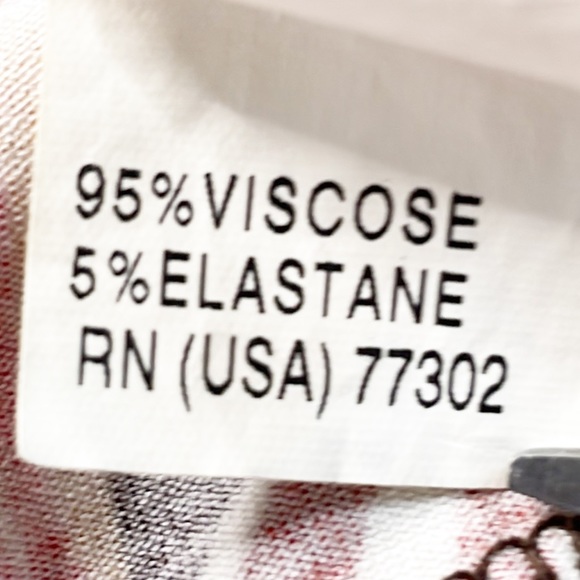 95%VISCOSE
5%ELASTANE
RN (USA) 77302